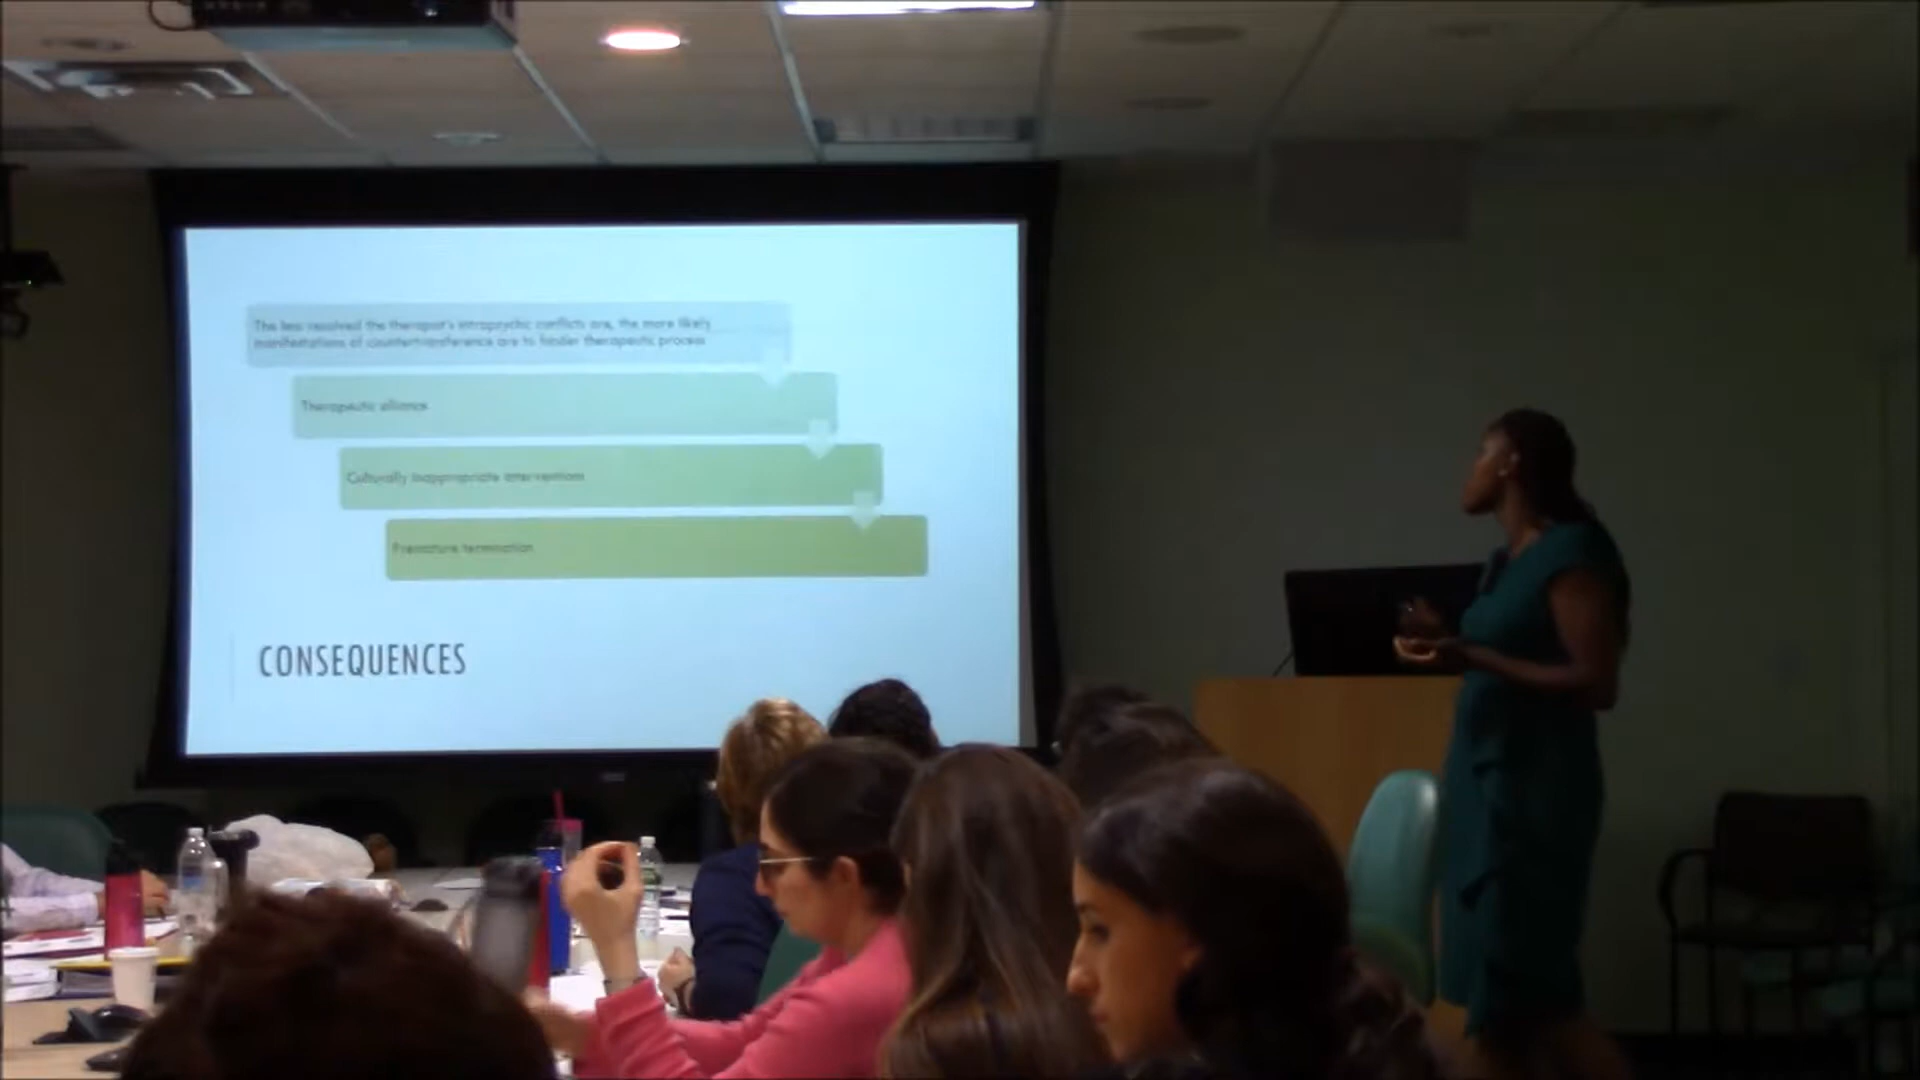 The less resolved the therapist's intrapsychic conflicts are, the more likely
manifestations of countertransference are to hinder therapeutic process
Therapeutic alliance
Culturally inappropriate interventions
Premature termination
CONSEQUENCES